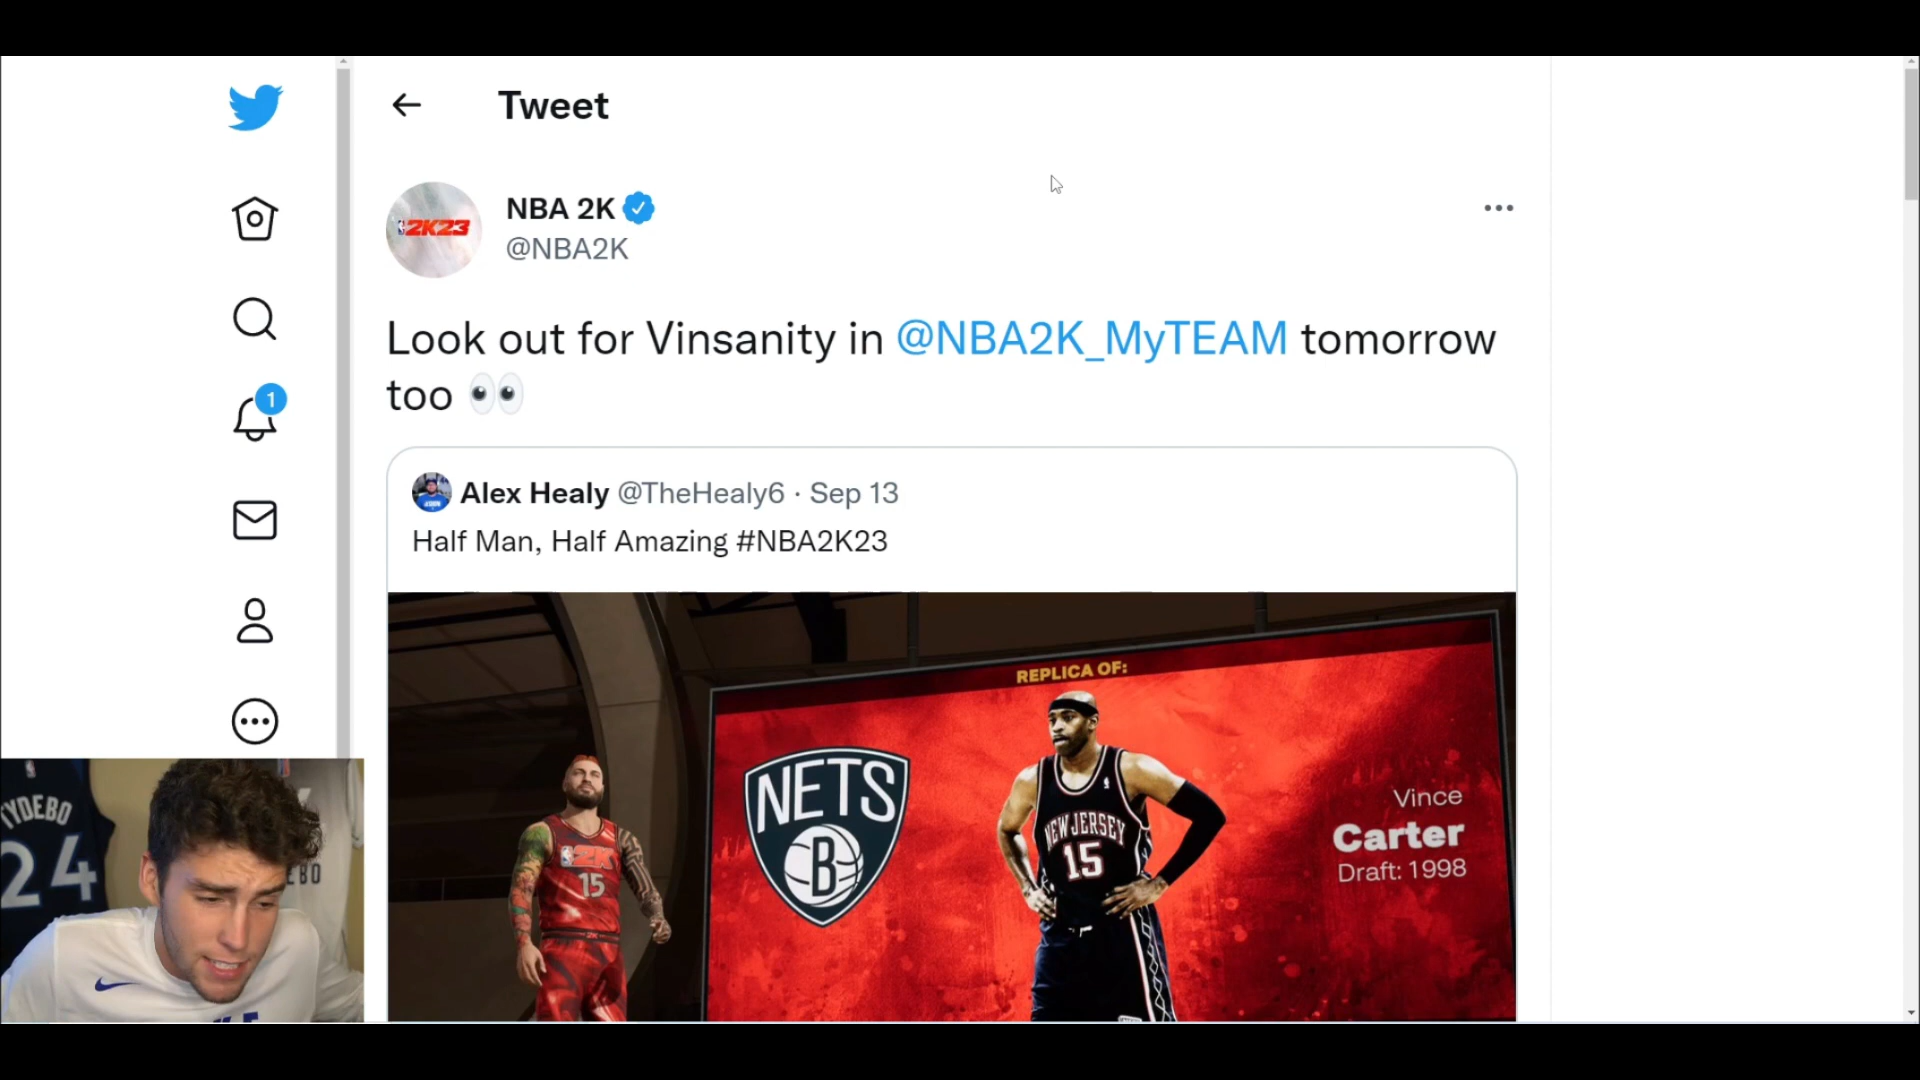 Tweet
2K23
NBA 2K
@NBA2K
Look out for Vinsanity in @NBA2K_MyTEAM tomorrow
too 👀
1
Alex Healy @TheHealy6 · Sep 13
Half Man, Half Amazing #NBA2K23
REPLICA OF:
NETS
B
NEW JERSEY
15
Vince
Carter
Draft: 1998
2K
15
TYDEBO
24